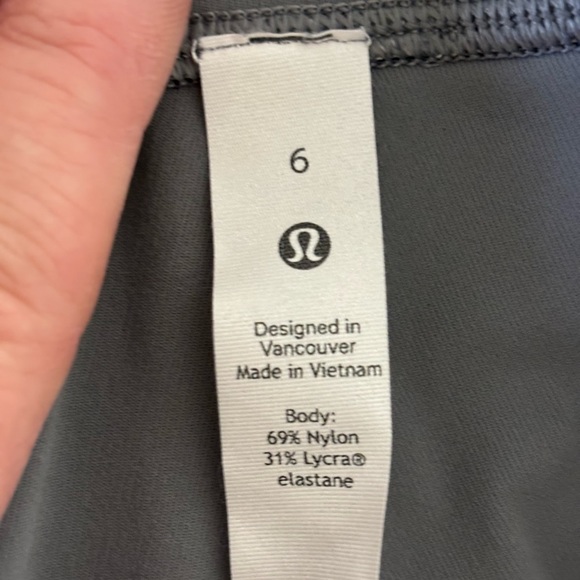 6
Designed in
Vancouver
Made in Vietnam
Body:
69% Nylon
31% Lycra®
elastane